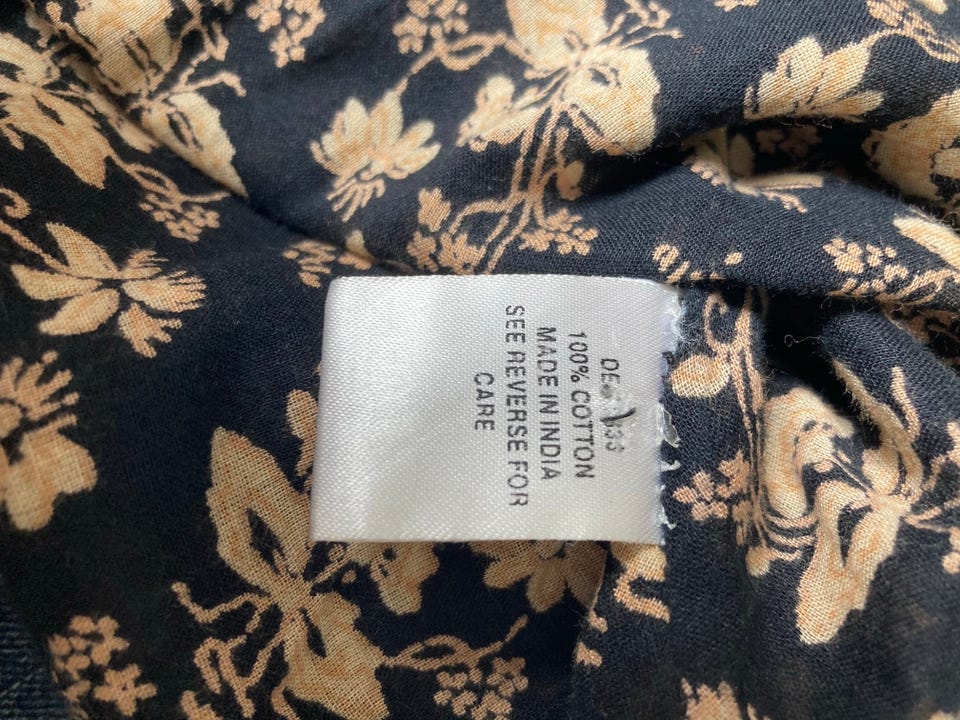 100% COTTON
MADE IN INDIA
SEE REVERSE FOR
CARE